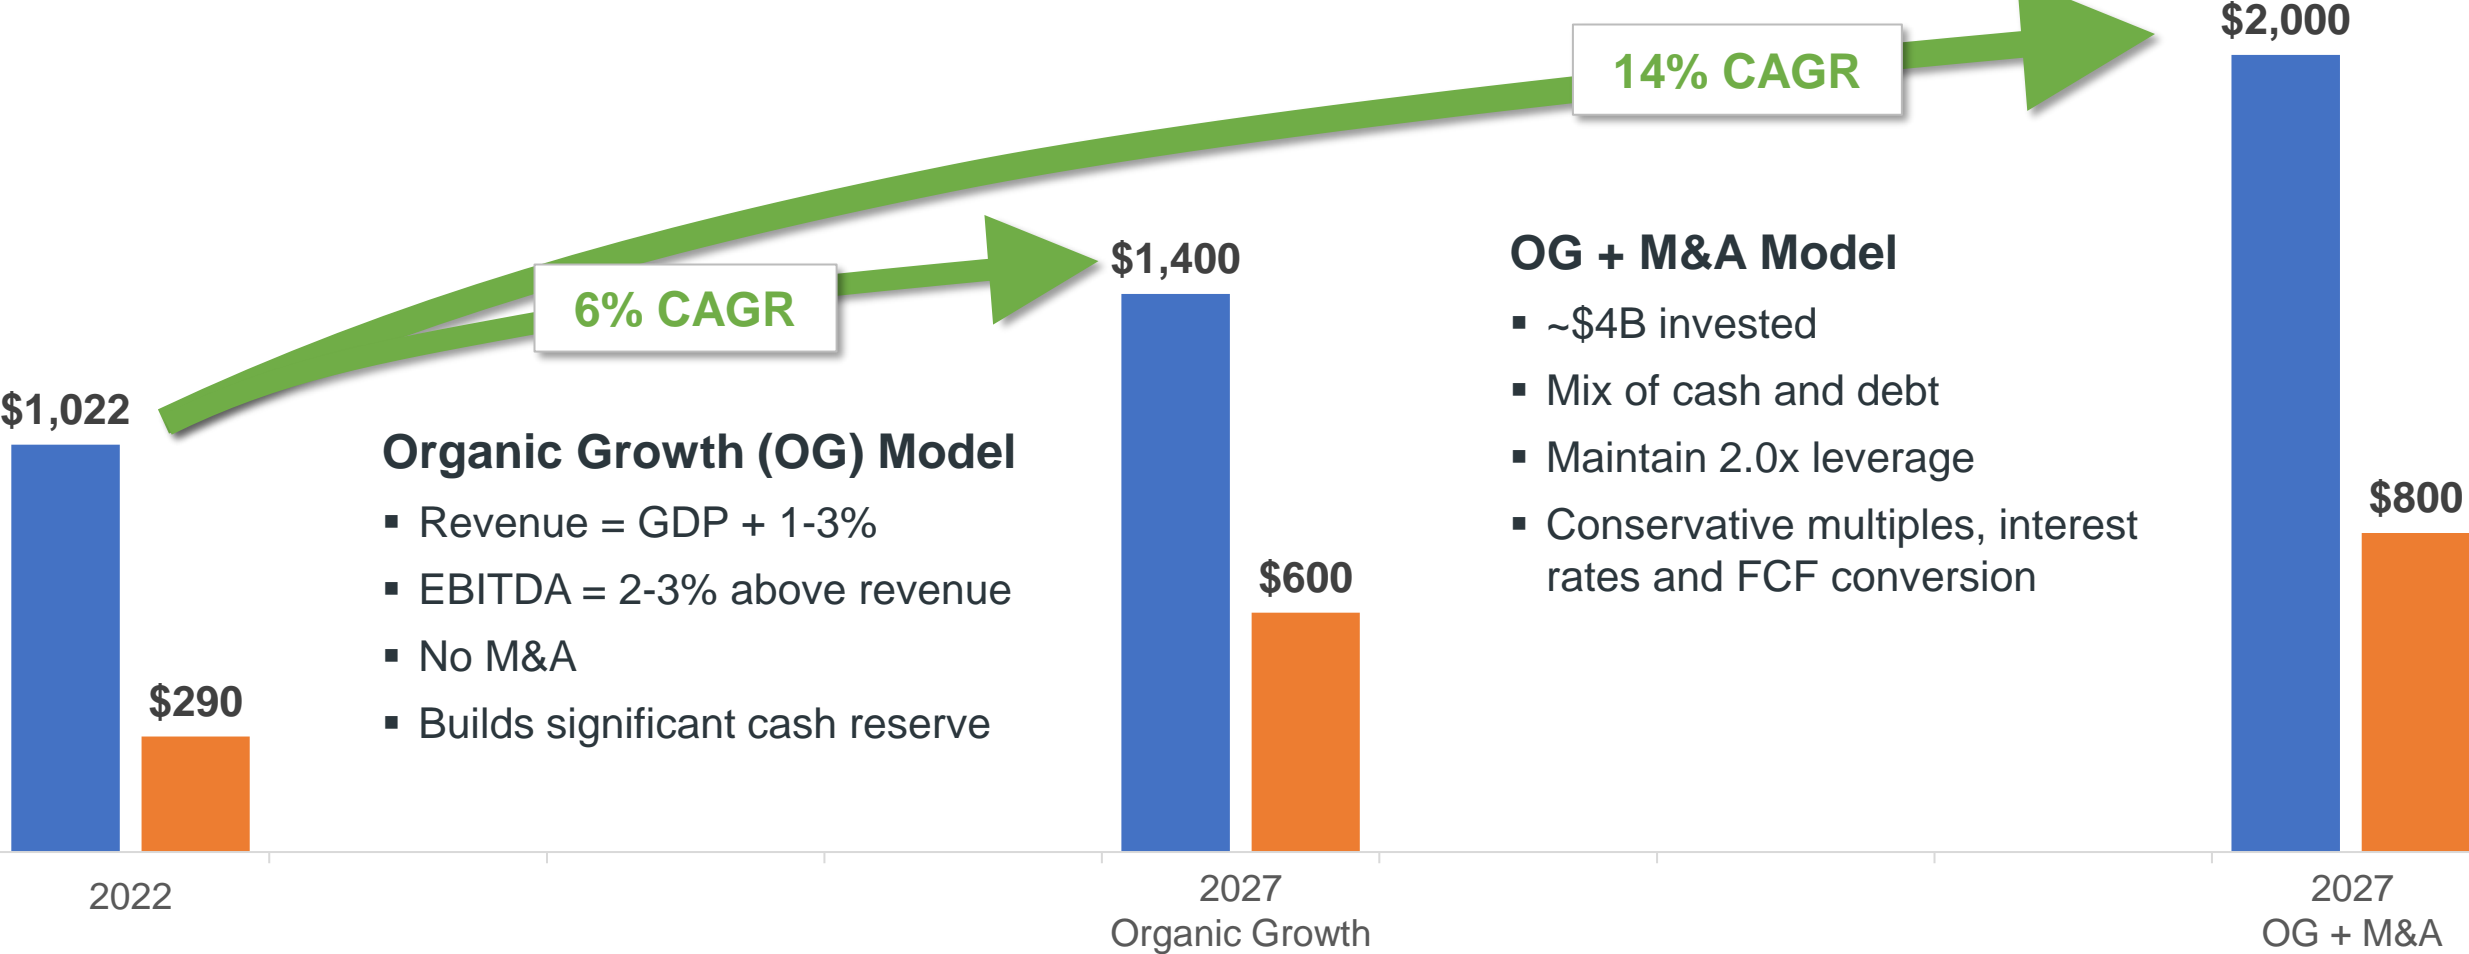 $2,000
14% CAGR
$1,400
6% CAGR
$1,022
$290
Organic Growth (OG) Model
▪ Revenue = GDP + 1-3%
▪ EBITDA = 2-3% above revenue
▪ No M&A
▪ Builds significant cash reserve
$600
OG + M&A Model
▪ ~$4B invested
▪ Mix of cash and debt
▪ Maintain 2.0x leverage
▪ Conservative multiples, interest
rates and FCF conversion
$800
2022
2027
Organic Growth
2027
OG + M&A